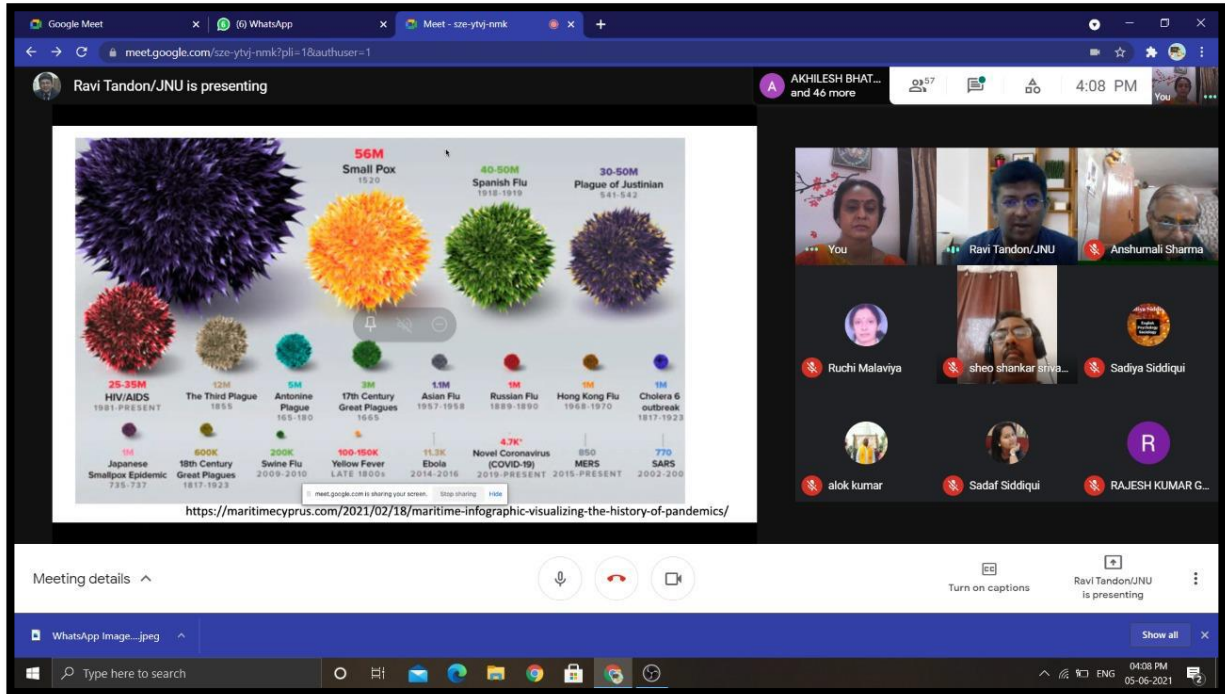 Google Meet
(6) WhatsApp
Meet - sze-ytvj-nmk
meet.google.com/sze-ytvj-nmk?pli=1&authuser=1
Ravi Tandon/JNU is presenting
A
AKHILESH BHAT...
and 46 more
57
4:08 PM
You
56M
Small Pox
1520
40-50M
Spanish Flu
1918-1919
30-50M
Plague of Justinian
541-542
25-35M
HIV/AIDS
1981-PRESENT
12M
The Third Plague
1855
5M
Antonine
Plague
165-180
3M
17th Century
Great Plagues
1665
1.1M
Asian Flu
1957-1958
1M
Russian Flu
1889-1890
1M
Hong Kong Flu
1968-1970
1M
Cholera 6
outbreak
1817-1923
1M
Japanese
Smallpox Epidemic
735-737
600K
18th Century
Great Plagues
1817-1923
200K
Swine Flu
2009-2010
100-150K
Yellow Fever
LATE 1800s
11.3K
Ebola
2014-2016
4.7K*
Novel Coronavirus
(COVID-19)
2019-PRESENT
850
MERS
2015-PRESENT
770
SARS
2002-200
meet.google.com is sharing your screen.
Stop sharing
Hide
https://maritimecyprus.com/2021/02/18/maritime-infographic-visualizing-the-history-of-pandemics/
You
Ravi Tandon/JNU
Anshumali Sharma
Ruchi Malaviya
sheo shankar sriva...
English
Psychology
Sociology
Sadiya Siddiqui
alok kumar
Sadaf Siddiqui
R
RAJESH KUMAR G...
Meeting details
CC
Turn on captions
Ravi Tandon/JNU
is presenting
WhatsApp Image....jpeg
Show all
Type here to search
ENG
04:08 PM
05-06-2021
2